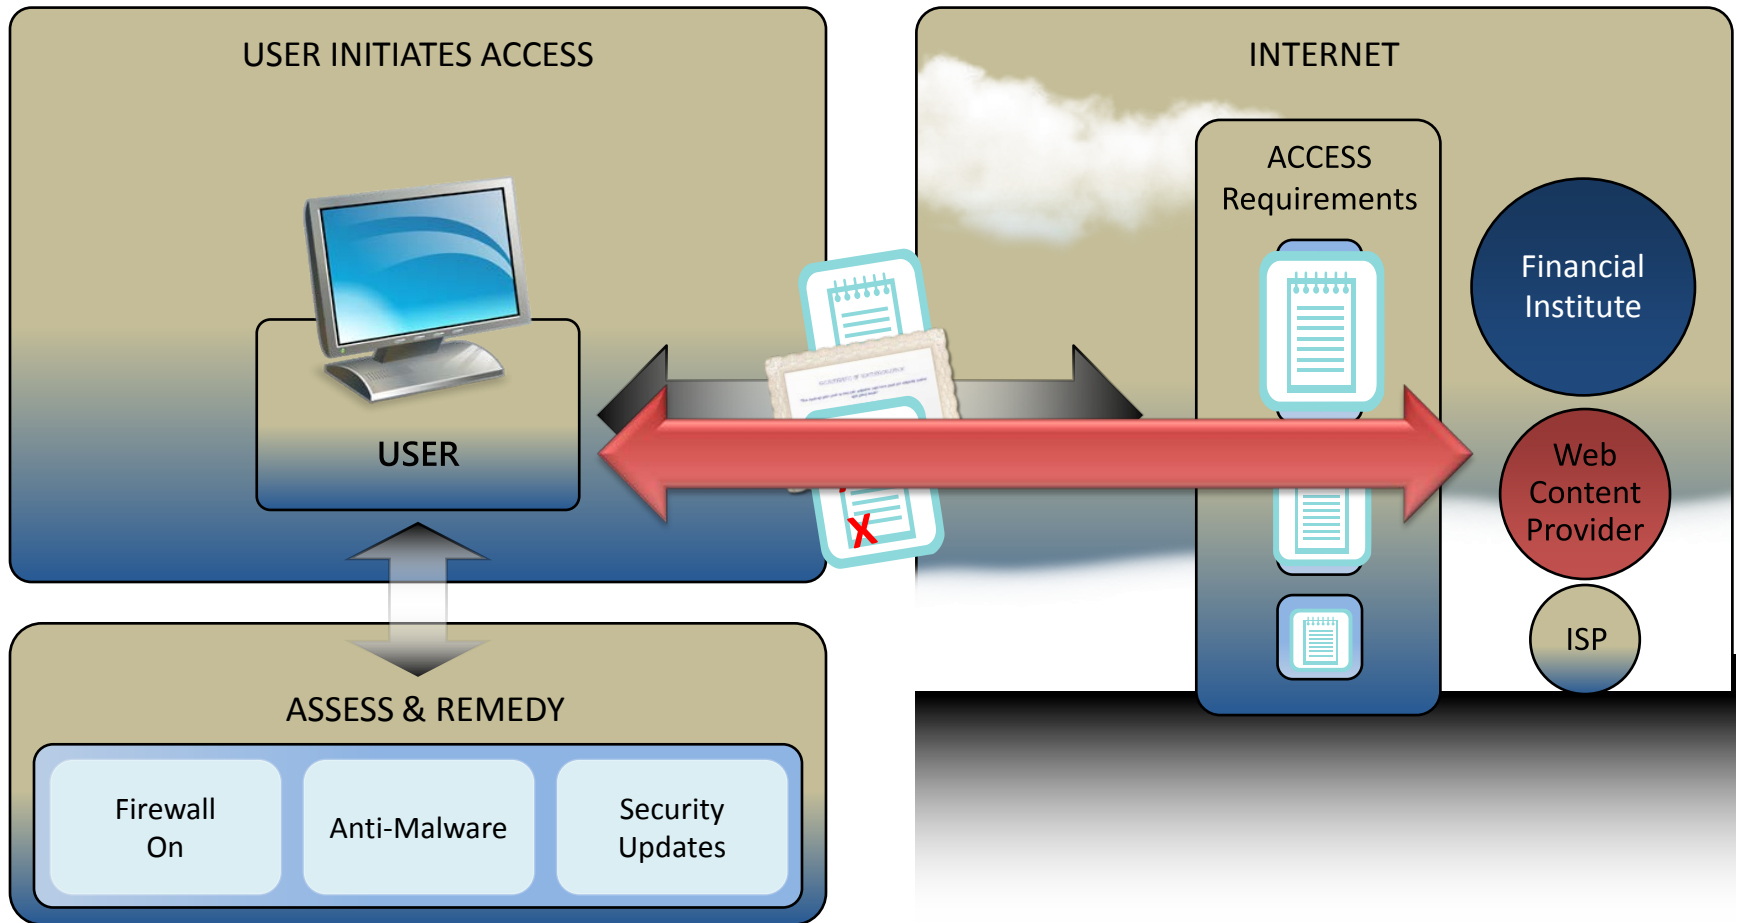 USER INITIATES ACCESS
USER
ASSESS & REMEDY
Firewall
On
Anti-Malware
Security
Updates
X
INTERNET
ACCESS
Requirements
Financial
Institute
Web
Content
Provider
ISP